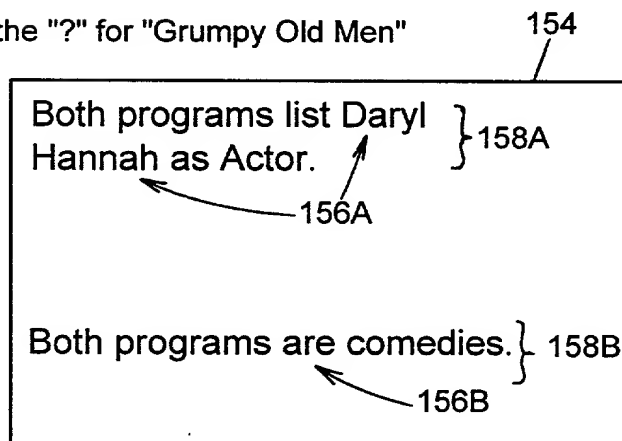 the "?" for "Grumpy Old Men"
154
Both programs list Daryl
158A
Hannah as Actor.
156A
Both programs are comedies.
158B
156B